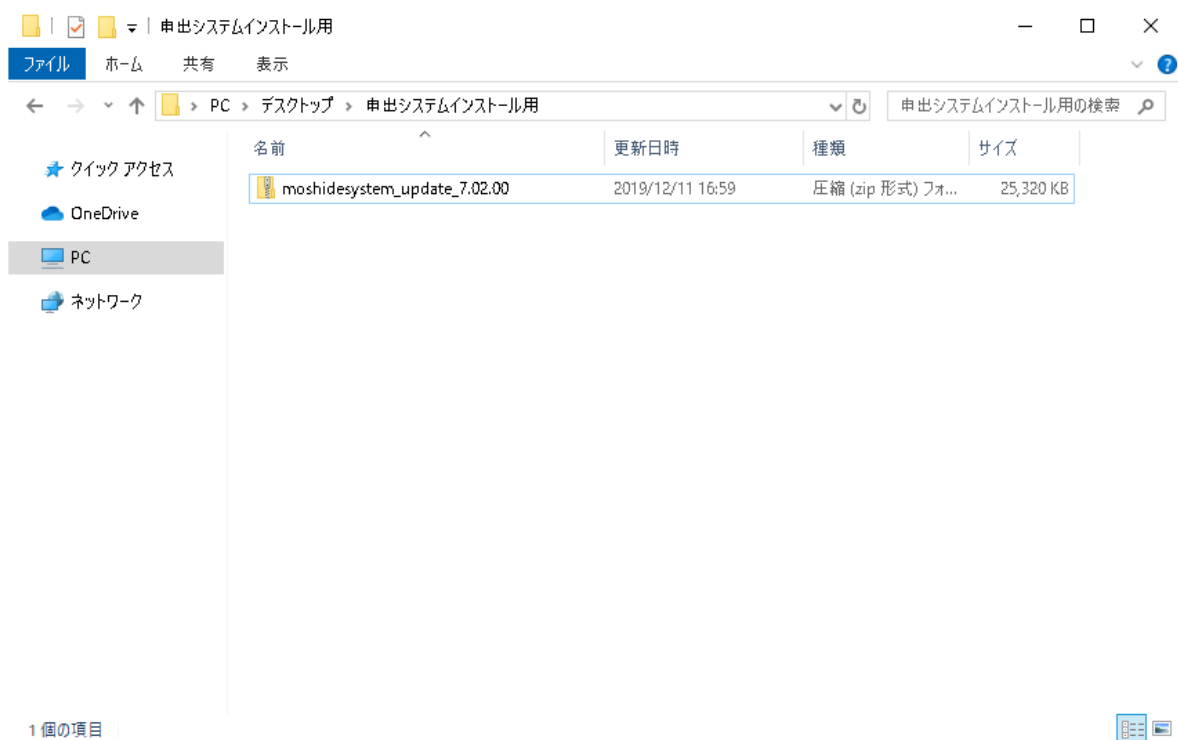 申出システムインストール用
ファイル ホーム 共有 表示
PC デスクトップ 申出システムインストール用 申出システムインストール用の検索
名前 更新日時 種類 サイズ
クイック アクセス
moshidesystem_update_7.02.00 2019/12/11 16:59 圧縮 (zip 形式) フォ... 25,320 KB
OneDrive
PC
ネットワーク
1 個の項目